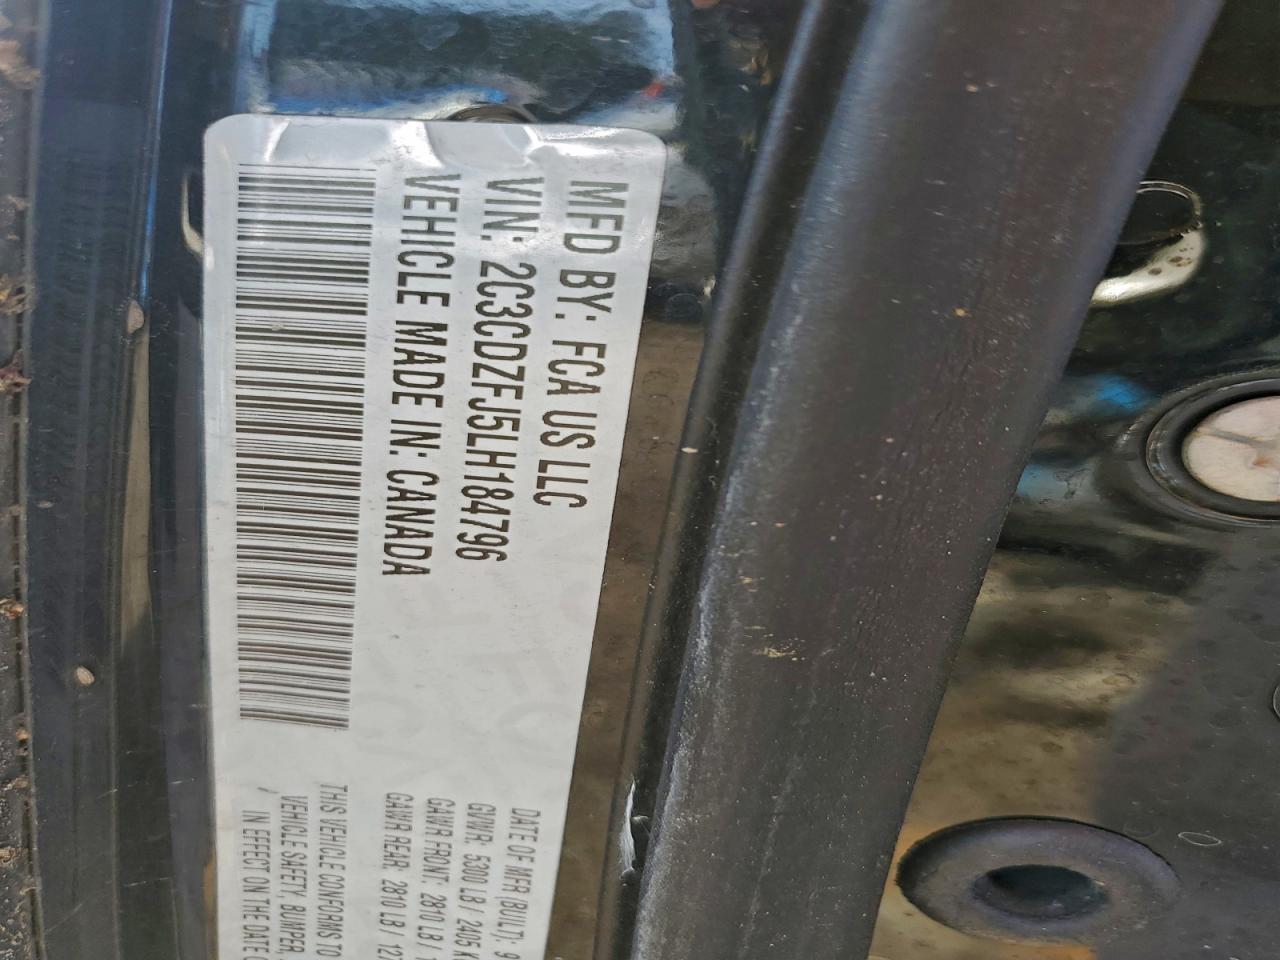 MFD BY: FCA US LLC
VIN: 2C3CDZFJ5LH184796
VEHICLE MADE IN: CANADA
DATE OF MFR (BUILT): 9
GVWR: 5300 LB / 2405 K
GAWR FRONT: 2810 LB /
GAWR REAR: 2810 LB / 127
THIS VEHICLE CONFORMS TO
VEHICLE SAFETY, BUMPER,
IN EFFECT ON THE DATE O